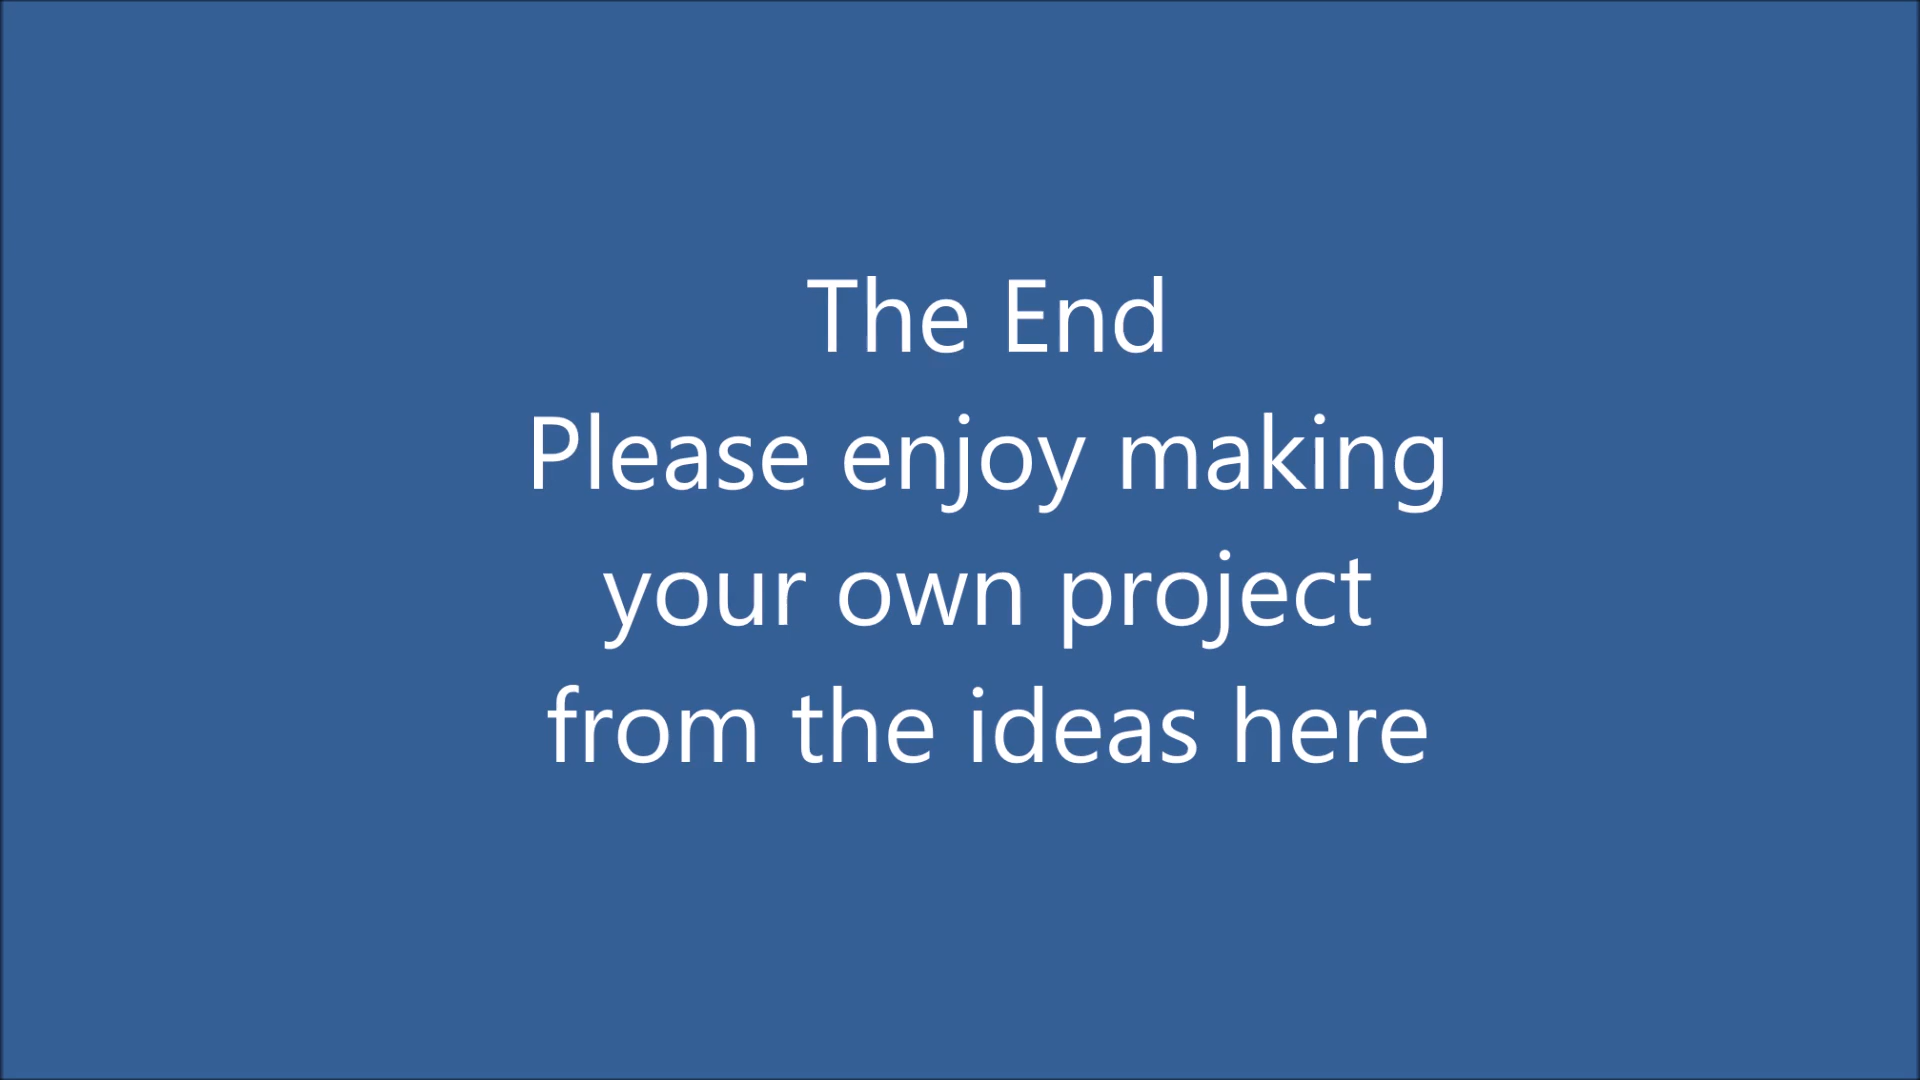 The End
Please enjoy making
your own project
from the ideas here